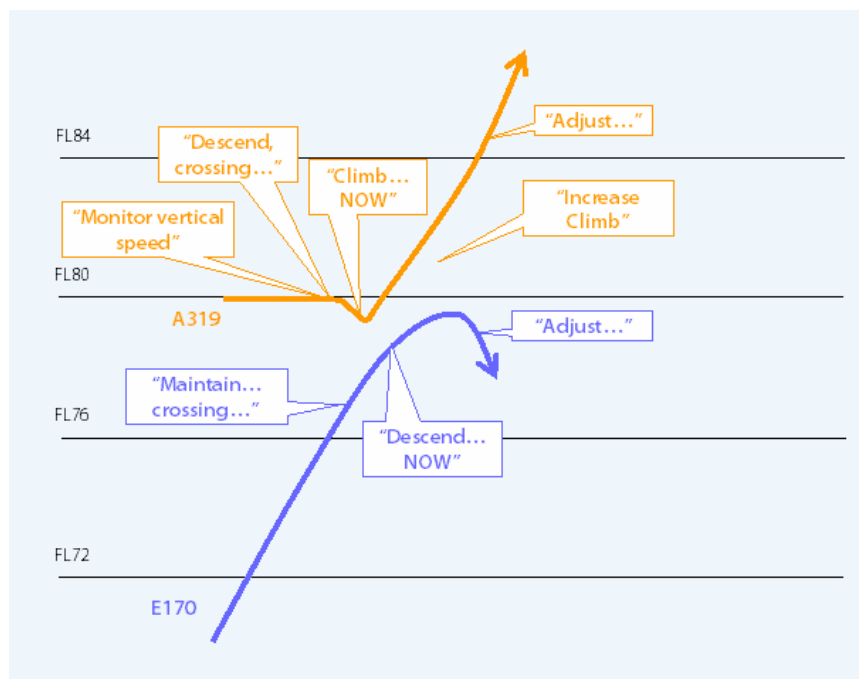 “Adjust…”
FL84
“Descend,
crossing…”
“Climb…
NOW”
“Increase
Climb”
“Monitor vertical
speed”
FL80
A319
“Adjust…”
“Maintain…
crossing…”
FL76
“Descend…
NOW”
FL72
E170